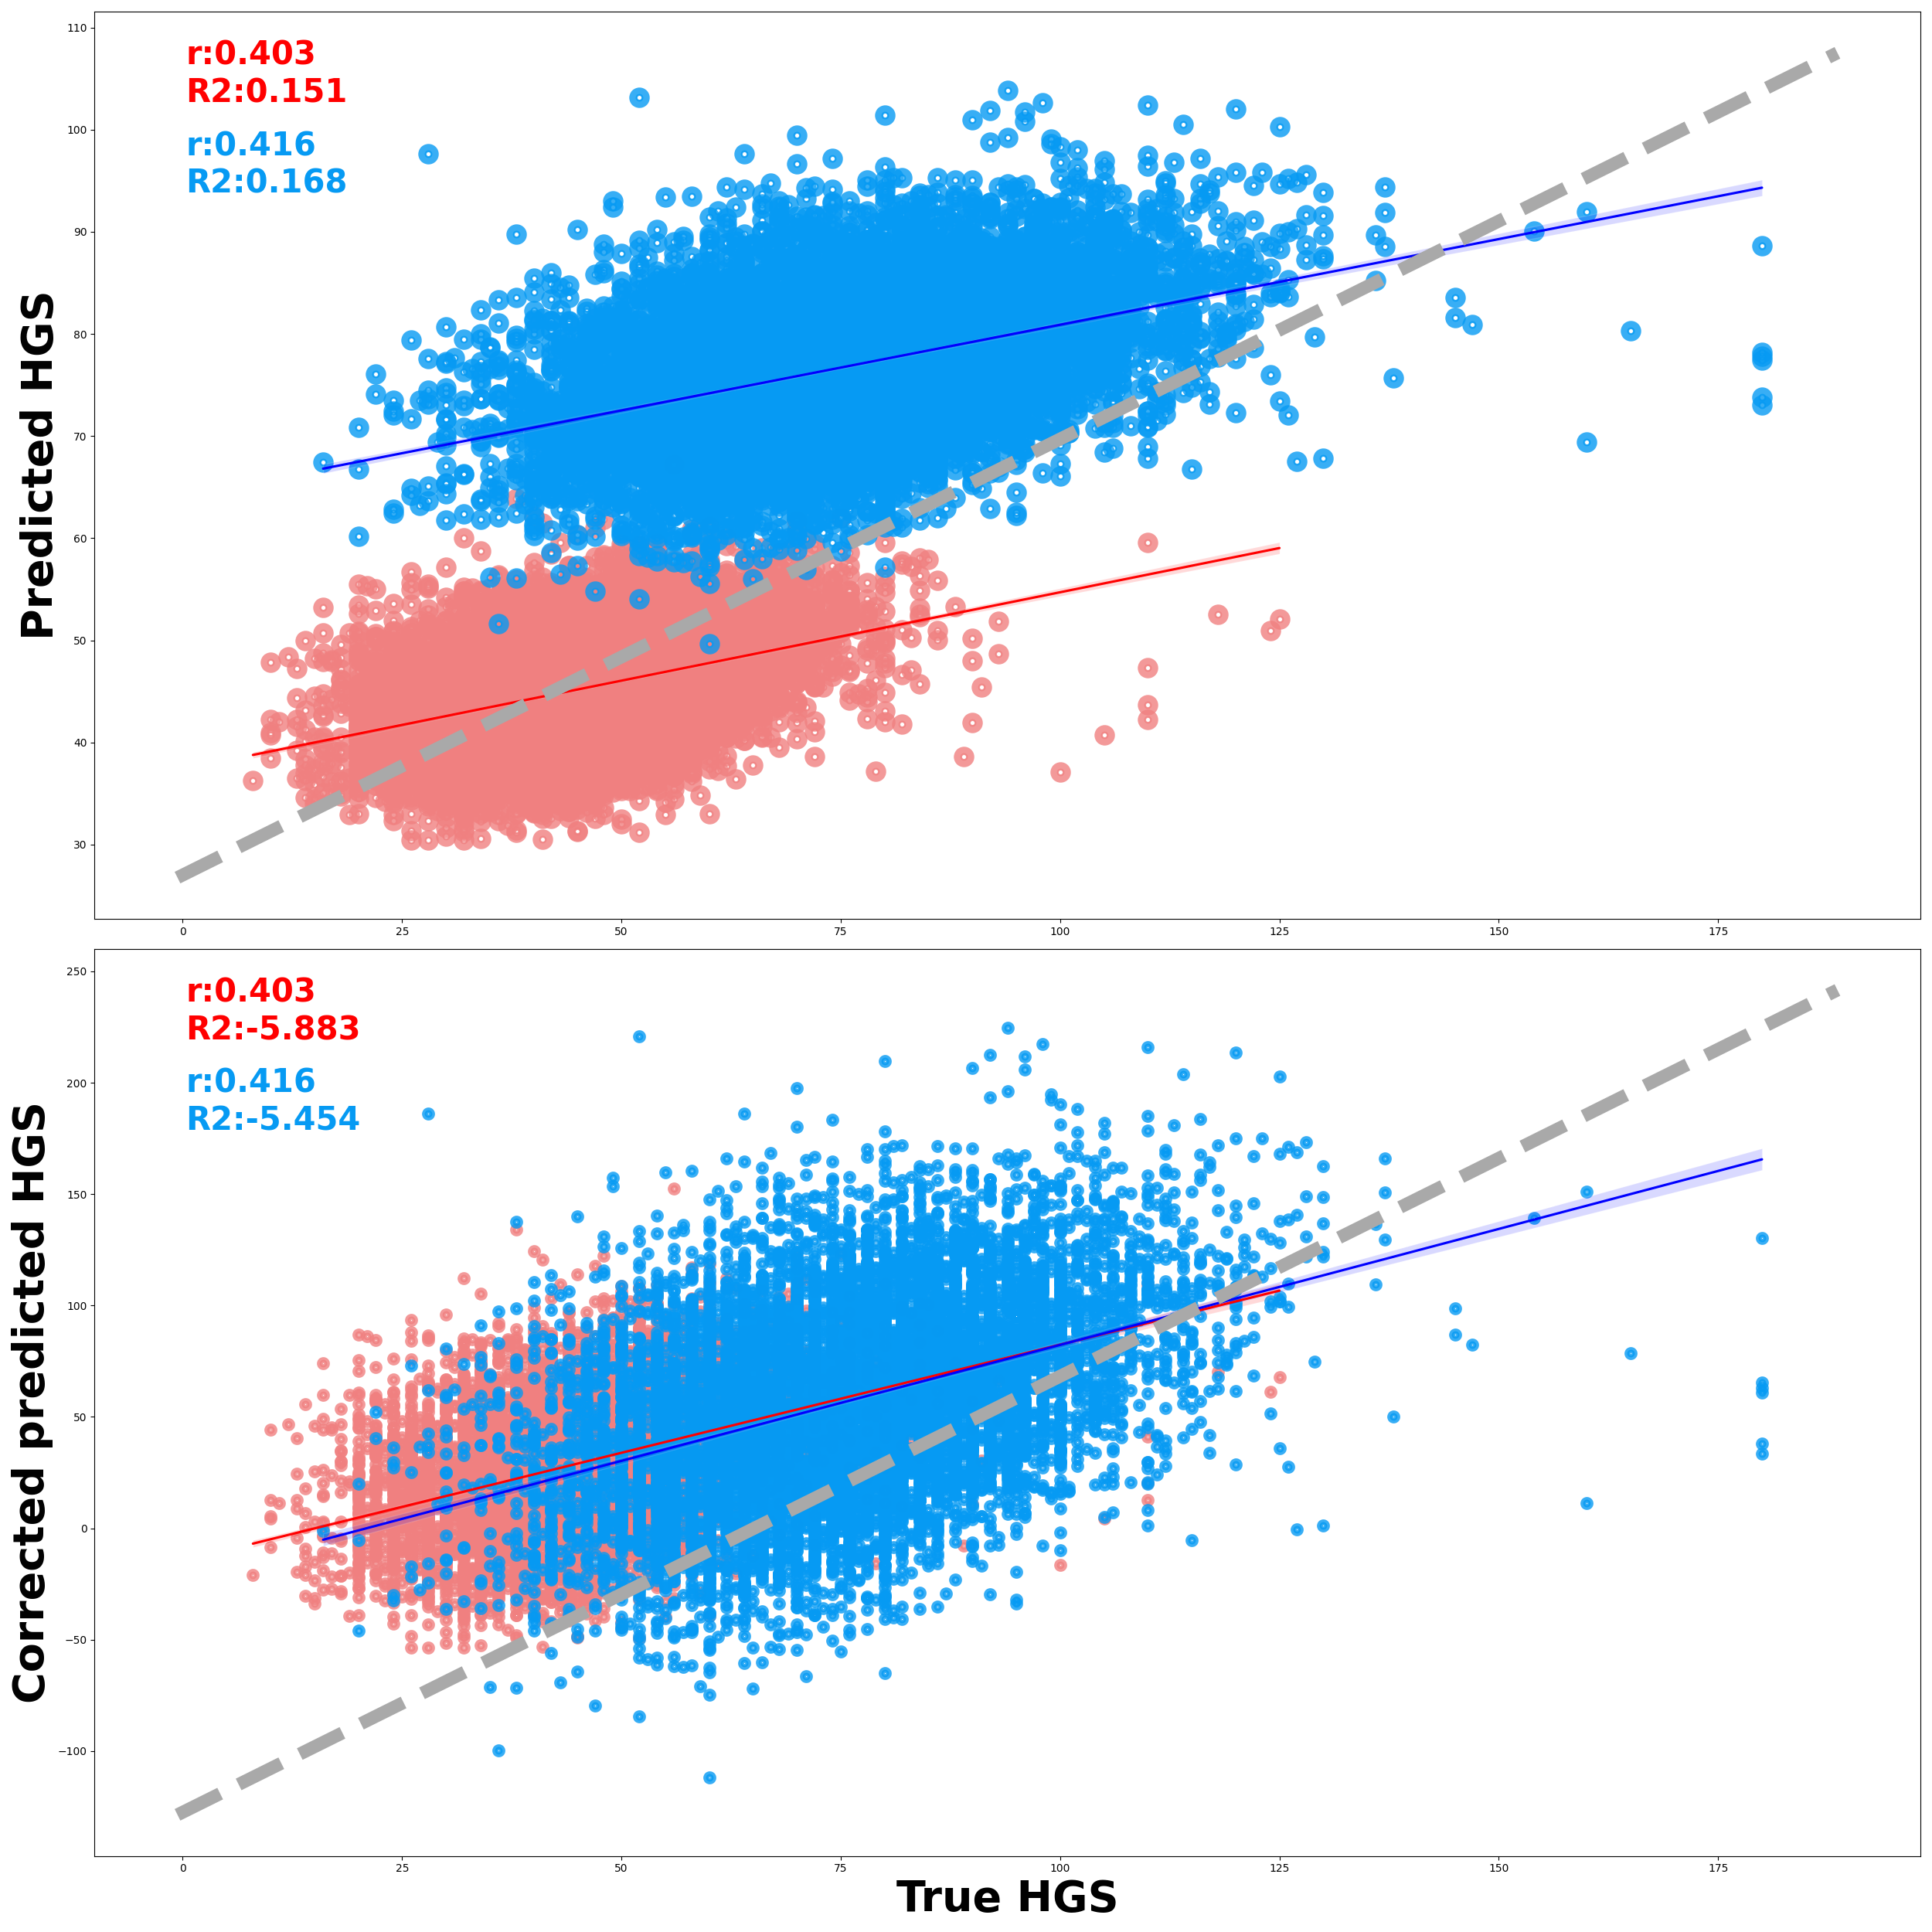 110
100
90
80
70
60
50
40
30
Predicted HGS
r:0.403
R2:0.151
r:0.416
R2:0.168
0 25 50 75 100 125 150 175
250
200
150
100
50
0
−50
−100
Corrected predicted HGS
r:0.403
R2:-5.883
r:0.416
R2:-5.454
0 25 50 75 100 125 150 175
True HGS